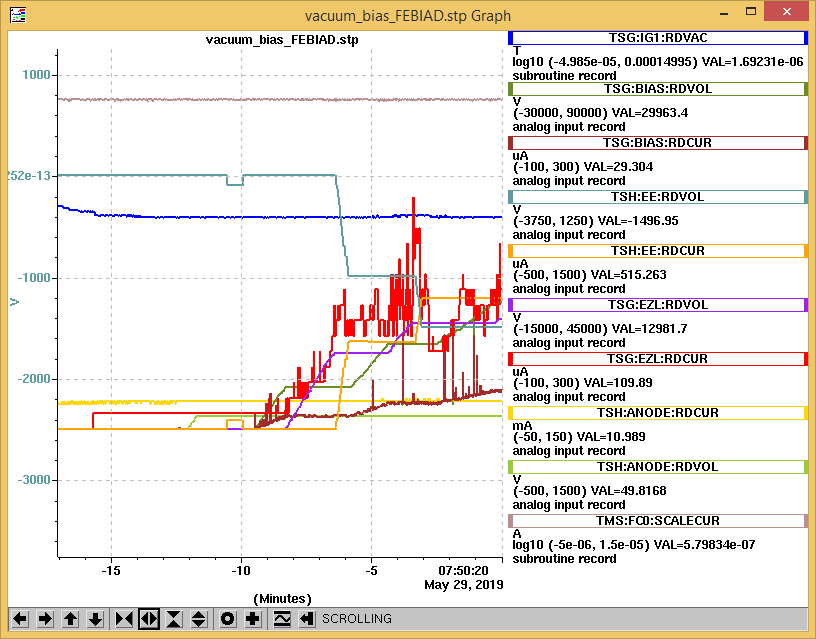 vacuum_bias_FEBIAD.stp Graph
vacuum_bias_FEBIAD.stp
1000
252e-13
-1000
V
-2000
-3000
-15
-10
-5
07:50:20
May 29, 2019
(Minutes)
TSG:IG1:RDVAC
T
log10 (-4.985e-05, 0.00014995) VAL=1.69231e-06
subroutine record
TSG:BIAS:RDVOL
V
(-30000, 90000) VAL=29963.4
analog input record
TSG:BIAS:RDCUR
uA
(-100, 300) VAL=29.304
analog input record
TSH:EE:RDVOL
V
(-3750, 1250) VAL=-1496.95
analog input record
TSH:EE:RDCUR
uA
(-500, 1500) VAL=515.263
analog input record
TSG:EZL:RDVOL
V
(-15000, 45000) VAL=12981.7
analog input record
TSG:EZL:RDCUR
uA
(-100, 300) VAL=109.89
analog input record
TSH:ANODE:RDCUR
mA
(-50, 150) VAL=10.989
analog input record
TSH:ANODE:RDVOL
V
(-500, 1500) VAL=49.8168
analog input record
TMS:FC0:SCALECUR
A
log10 (-5e-06, 1.5e-05) VAL=5.79834e-07
subroutine record
SCROLLING